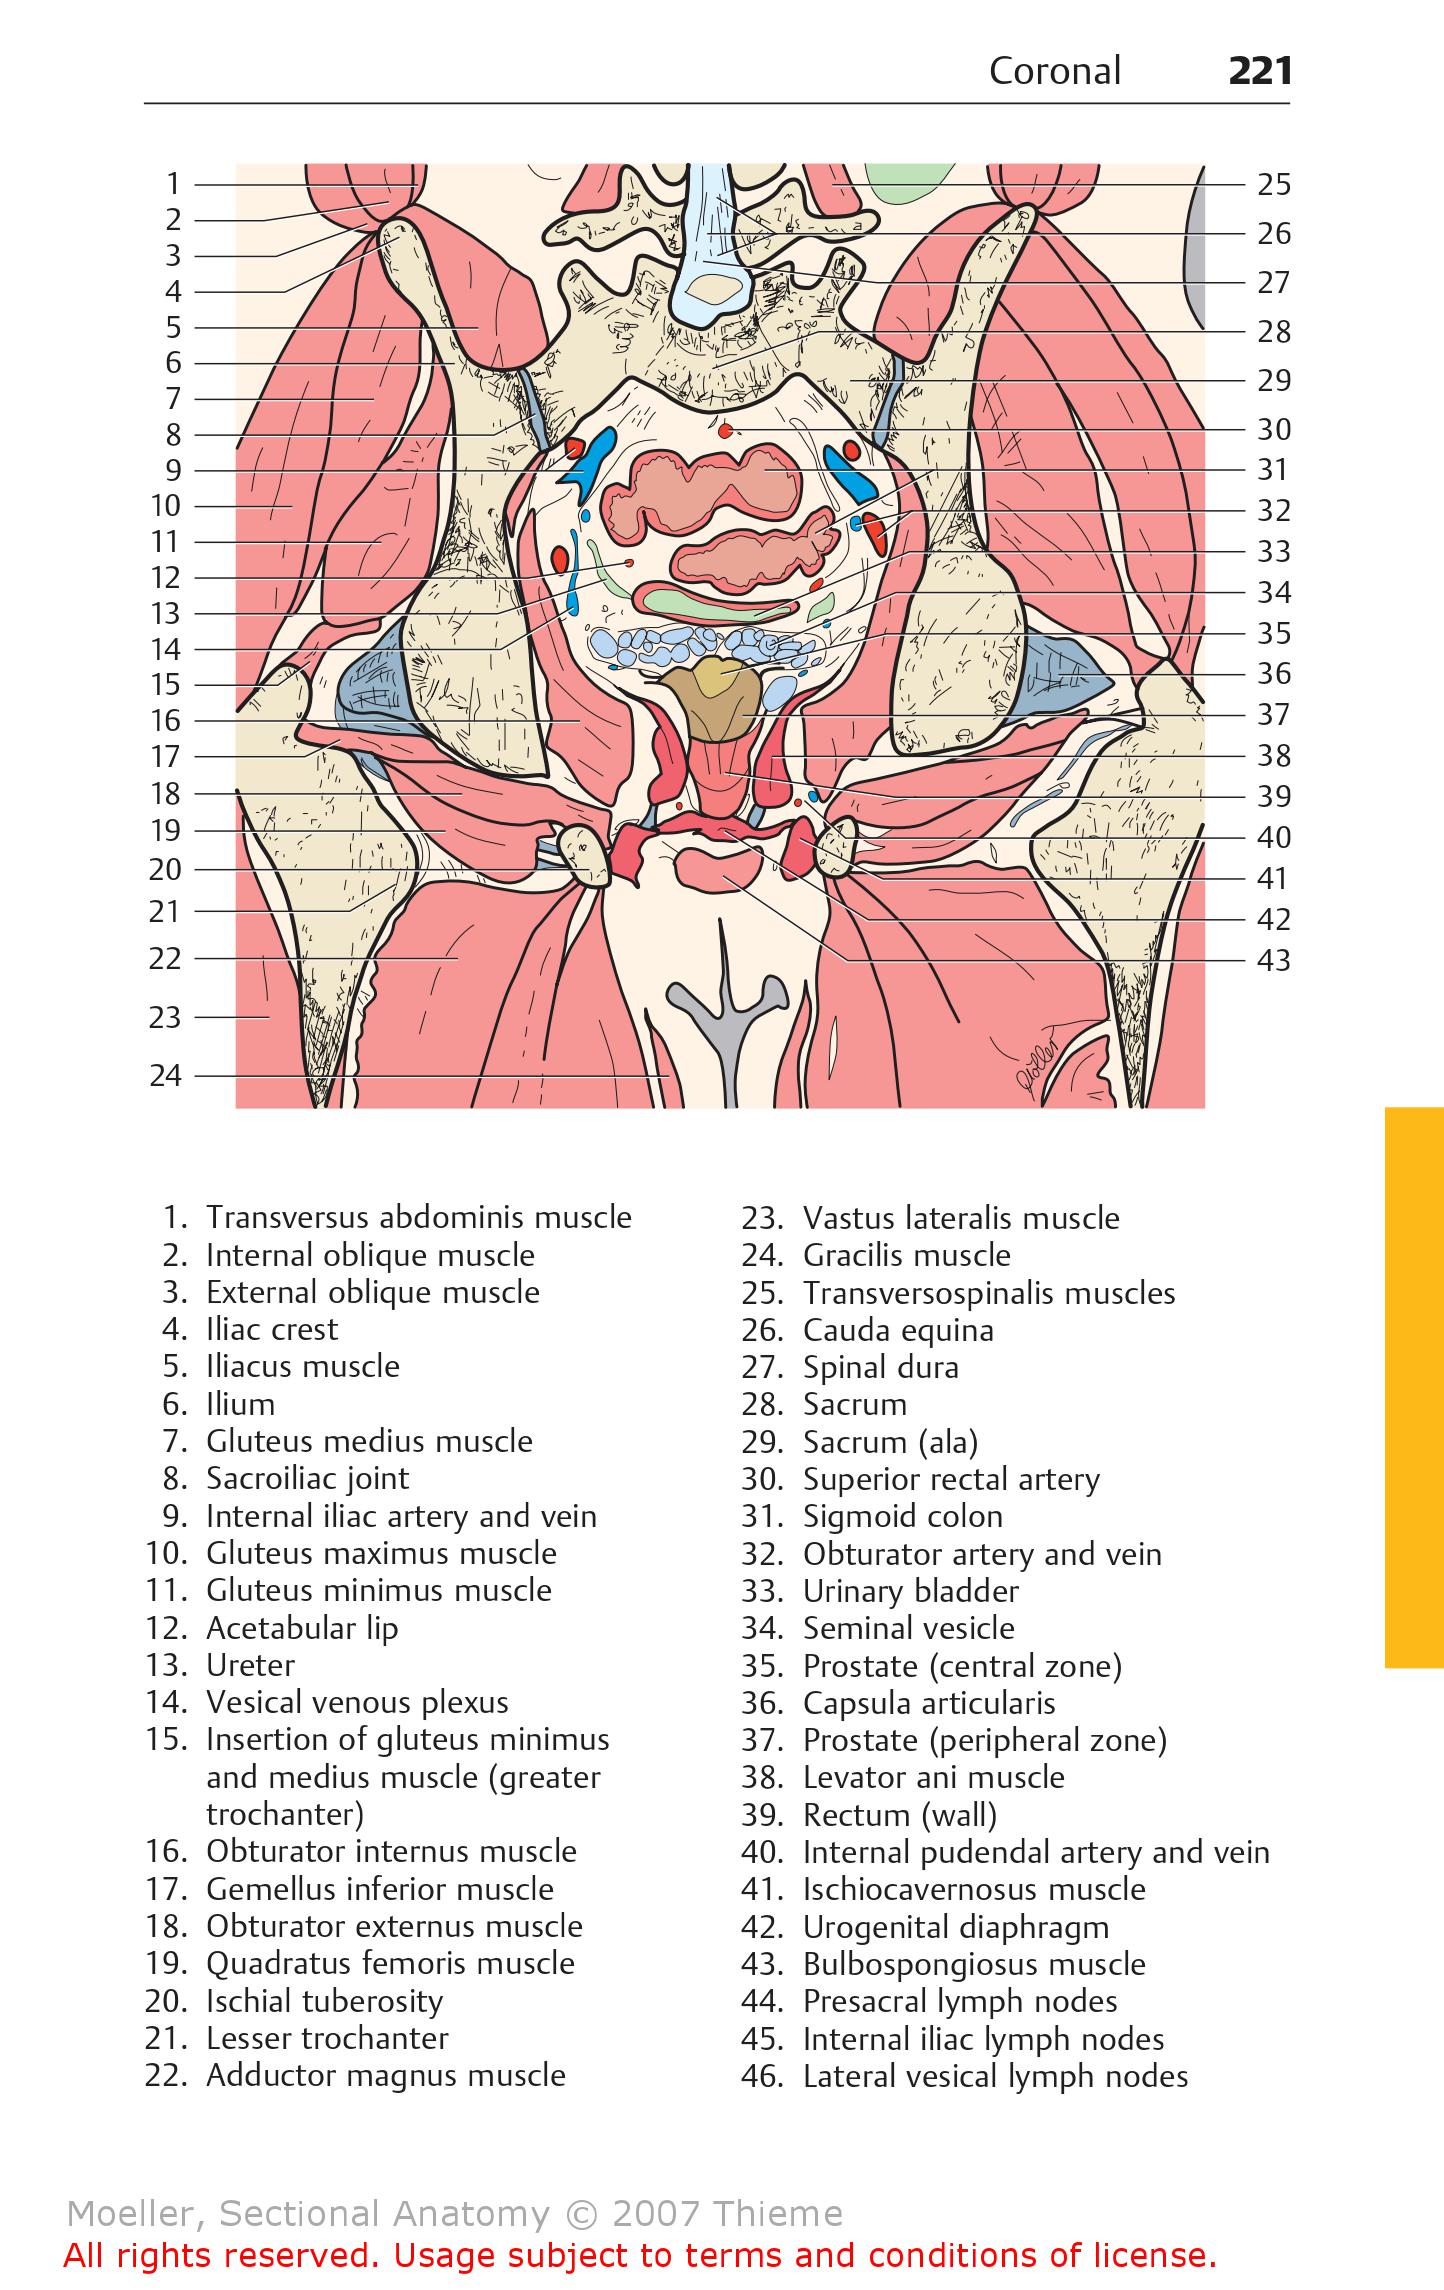 Coronal 221
1
2
3
4
5
6
7
8
9
10
11
12
13
14
15
16
17
18
19
20
21
22
23
24
25
26
27
28
29
30
31
32
33
34
35
36
37
38
39
40
41
42
43
1. Transversus abdominis muscle
2. Internal oblique muscle
3. External oblique muscle
4. Iliac crest
5. Iliacus muscle
6. Ilium
7. Gluteus medius muscle
8. Sacroiliac joint
9. Internal iliac artery and vein
10. Gluteus maximus muscle
11. Gluteus minimus muscle
12. Acetabular lip
13. Ureter
14. Vesical venous plexus
15. Insertion of gluteus minimus
and medius muscle (greater
trochanter)
16. Obturator internus muscle
17. Gemellus inferior muscle
18. Obturator externus muscle
19. Quadratus femoris muscle
20. Ischial tuberosity
21. Lesser trochanter
22. Adductor magnus muscle
23. Vastus lateralis muscle
24. Gracilis muscle
25. Transversospinalis muscles
26. Cauda equina
27. Spinal dura
28. Sacrum
29. Sacrum (ala)
30. Superior rectal artery
31. Sigmoid colon
32. Obturator artery and vein
33. Urinary bladder
34. Seminal vesicle
35. Prostate (central zone)
36. Capsula articularis
37. Prostate (peripheral zone)
38. Levator ani muscle
39. Rectum (wall)
40. Internal pudendal artery and vein
41. Ischiocavernosus muscle
42. Urogenital diaphragm
43. Bulbospongiosus muscle
44. Presacral lymph nodes
45. Internal iliac lymph nodes
46. Lateral vesical lymph nodes
Moeller, Sectional Anatomy © 2007 Thieme
All rights reserved. Usage subject to terms and conditions of license.